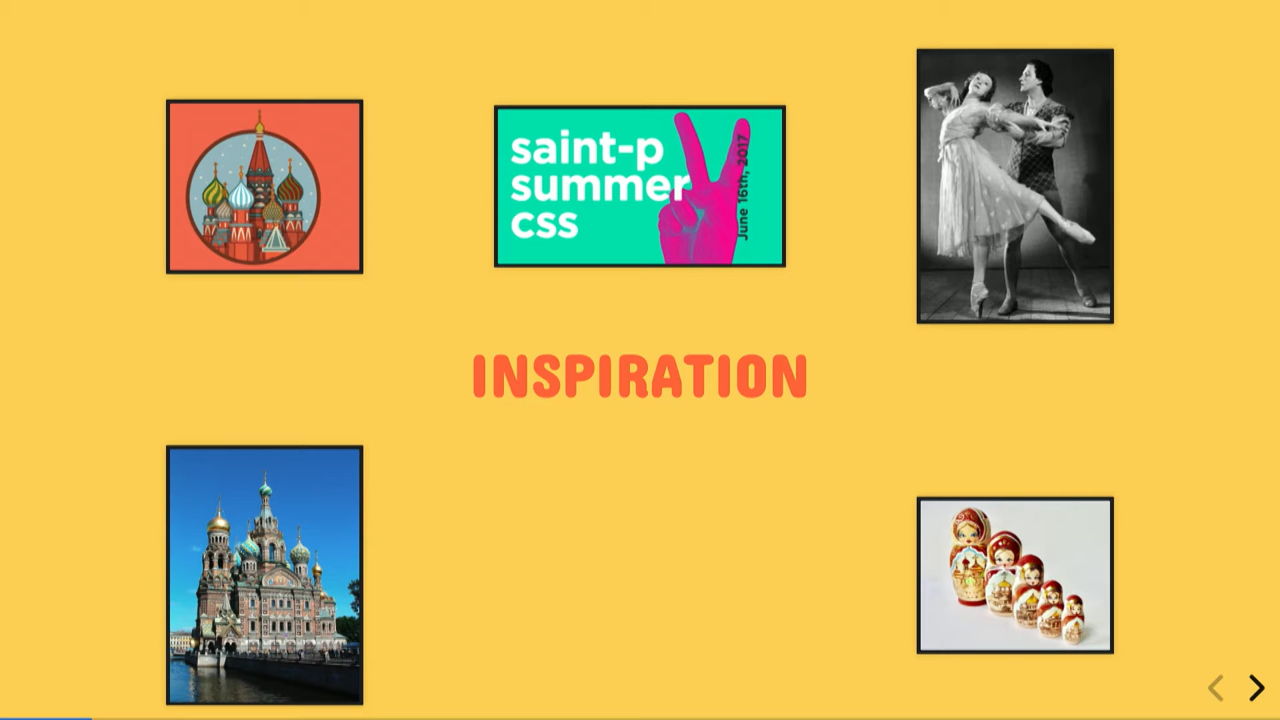 saint-p
summer
css
June 16th, 2017
INSPIRATION